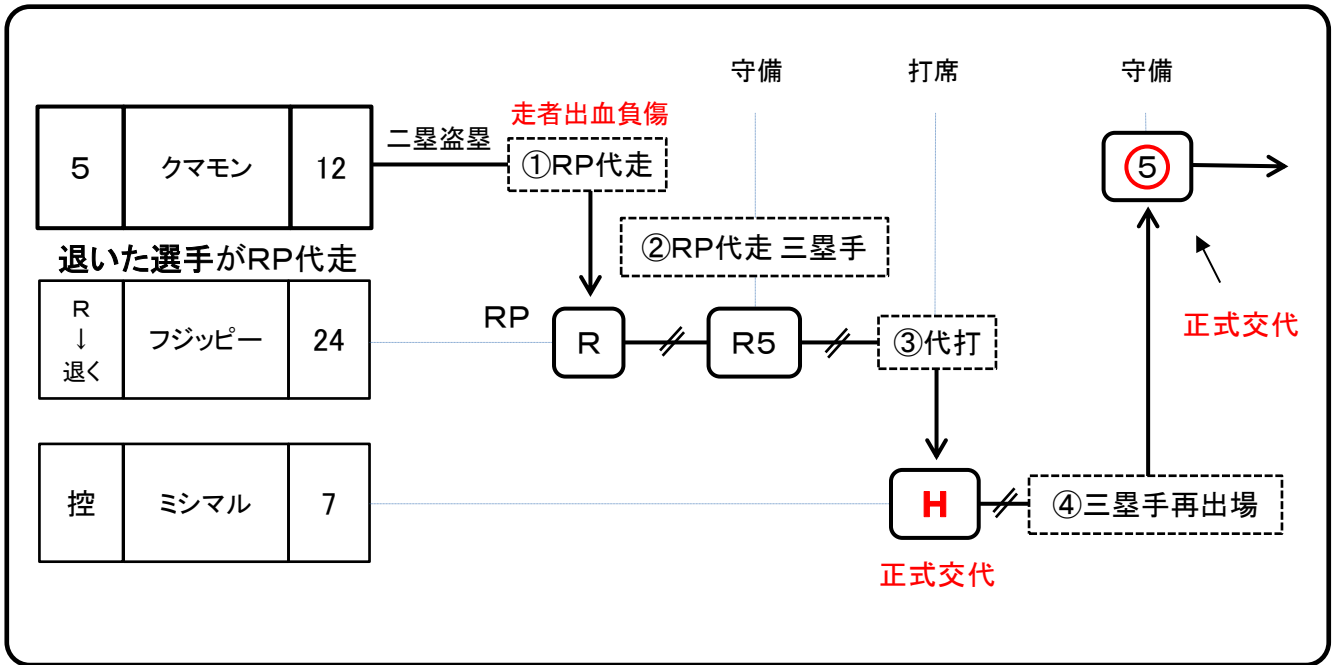 守備
打席
守備
走者出血負傷
5
クマモン
12
二塁盗塁
①RP代走
⑤
②RP代走 三塁手
退いた選手がRP代走
正式交代
R
↓
退く
フジッピー
24
RP
R
R5
③代打
控
ミシマル
7
H
④三塁手再出場
正式交代